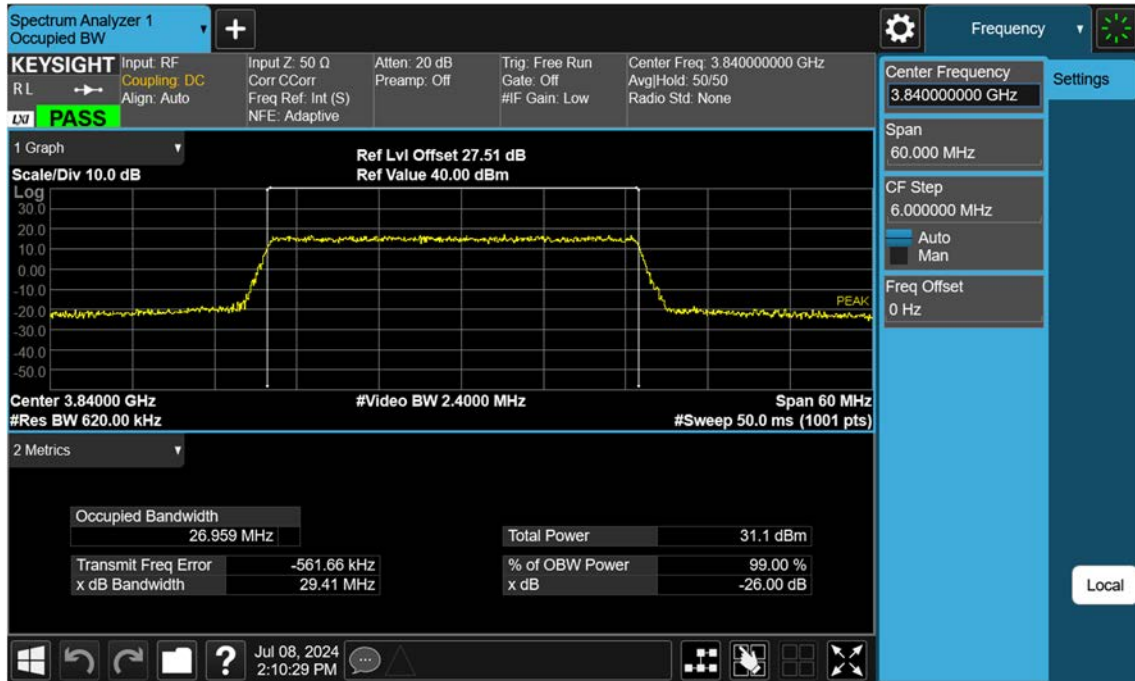 Spectrum Analyzer 1
Occupied BW
+
Frequency
KEYSIGHT
R L
LXI
PASS
Input: RF
Coupling: DC
Align: Auto
Input Z: 50 Ω
Corr CCorr
Freq Ref: Int (S)
NFE: Adaptive
Atten: 20 dB
Preamp: Off
Trig: Free Run
Gate: Off
#IF Gain: Low
Center Freq: 3.840000000 GHz
Avg|Hold: 50/50
Radio Std: None
Center Frequency
3.840000000 GHz
Settings
Span
60.000 MHz
CF Step
6.000000 MHz
Auto
Man
Freq Offset
0 Hz
Local
1 Graph
Scale/Div 10.0 dB
Ref Lvl Offset 27.51 dB
Ref Value 40.00 dBm
Log
30.0
20.0
10.0
0.00
-10.0
-20.0
-30.0
-40.0
-50.0
PEAK
Center 3.84000 GHz
#Video BW 2.4000 MHz
Span 60 MHz
#Res BW 620.00 kHz
#Sweep 50.0 ms (1001 pts)
2 Metrics
Occupied Bandwidth
26.959 MHz
Total Power 31.1 dBm
Transmit Freq Error -561.66 kHz
% of OBW Power 99.00 %
x dB Bandwidth 29.41 MHz
x dB -26.00 dB
?
Jul 08, 2024
2:10:29 PM